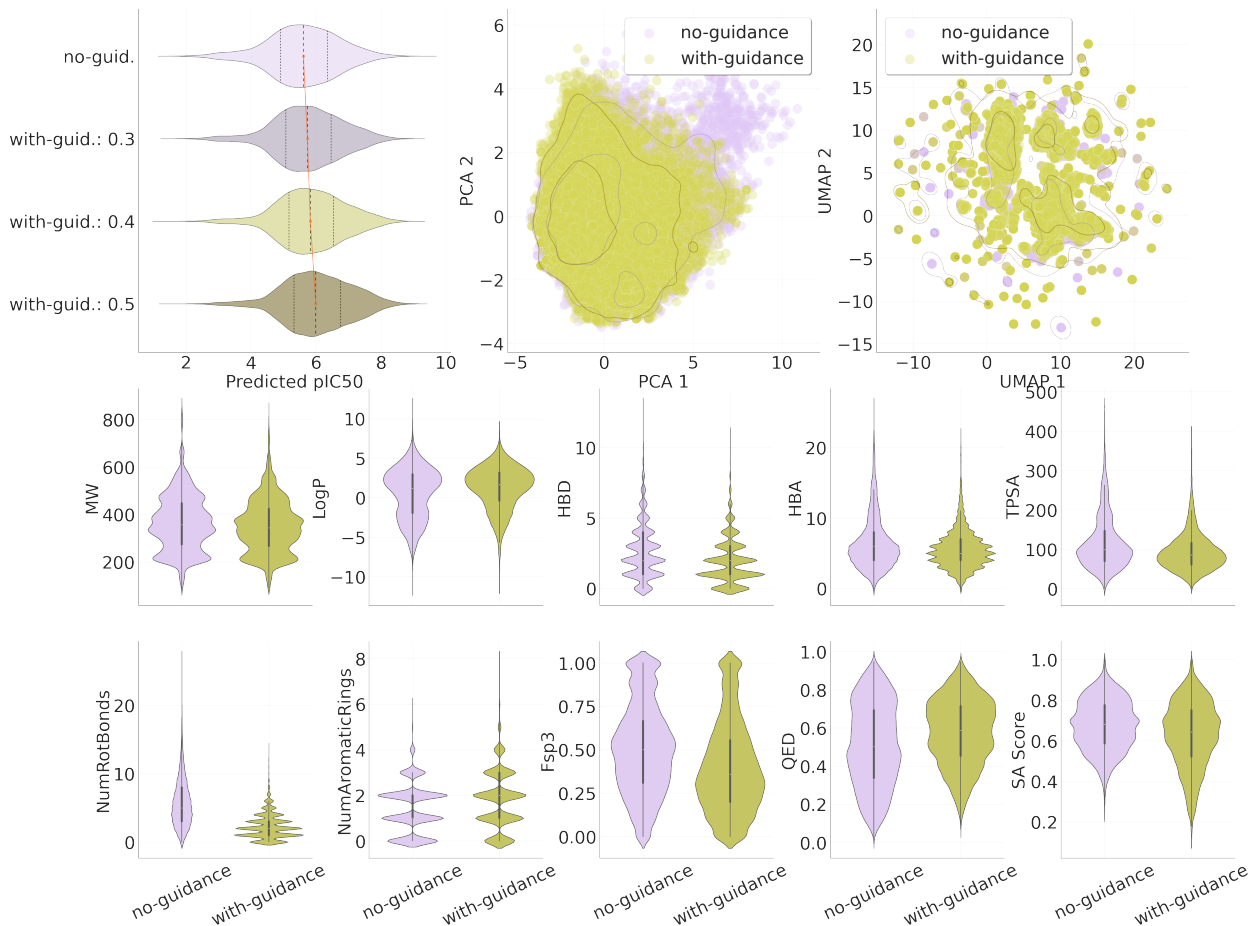 no-guid.
with-guid.: 0.3
with-guid.: 0.4
with-guid.: 0.5
2 4 6 8 10
Predicted pIC50
6
4
2
0
−2
−4
PCA 2
no-guidance
with-guidance
−5 0 5 10
PCA 1
20
15
10
5
0
−5
−10
−15
UMAP 2
no-guidance
with-guidance
−10 0 10 20
UMAP 1
800
600
400
200
MW
10
5
0
−5
−10
LogP
10
5
0
HBD
20
10
0
HBA
500
400
300
200
100
0
TPSA
20
10
0
NumRotBonds
no-guidance
with-guidance
8
6
4
2
0
NumAromaticRings
no-guidance
with-guidance
1.00
0.75
0.50
0.25
0.00
Fsp3
no-guidance
with-guidance
1.0
0.8
0.6
0.4
0.2
0.0
QED
no-guidance
with-guidance
1.0
0.8
0.6
0.4
0.2
SA Score
no-guidance
with-guidance